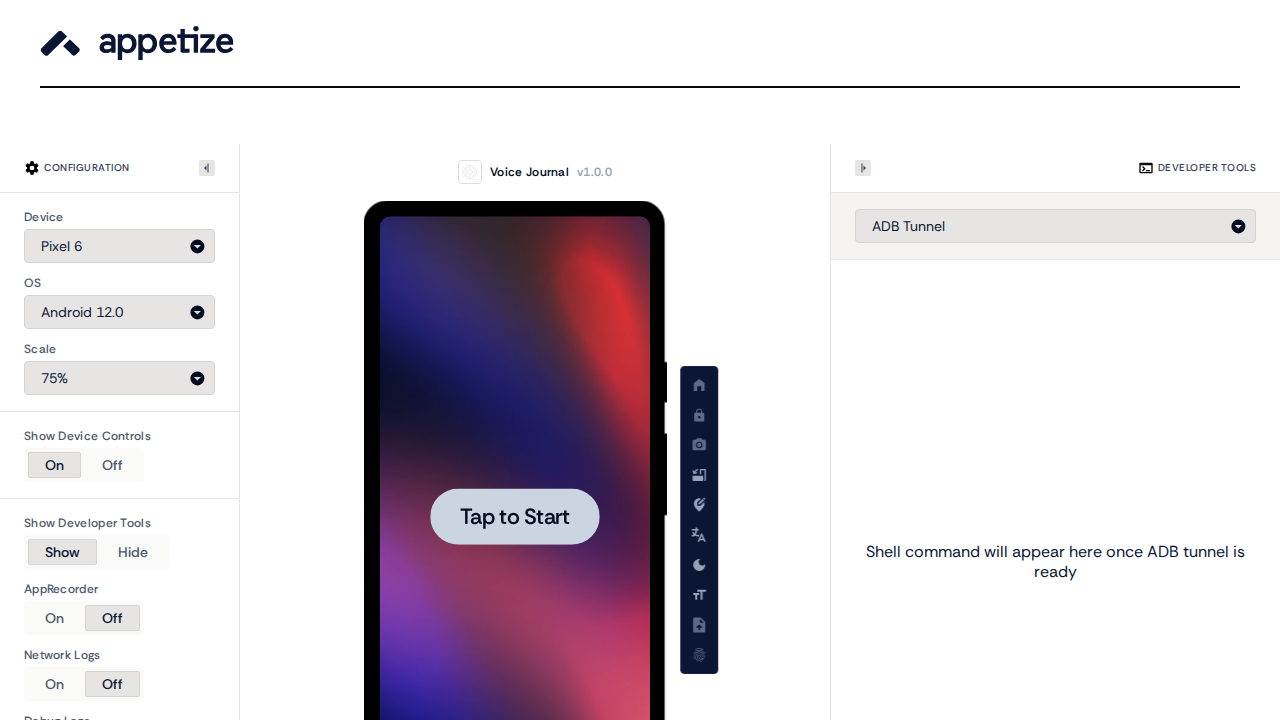 appetize
CONFIGURATION
Device
Pixel 6
OS
Android 12.0
Scale
75%
Show Device Controls
On Off
Show Developer Tools
Show Hide
AppRecorder
On Off
Network Logs
On Off
Debug Logs
Voice Journal v1.0.0
Tap to Start
DEVELOPER TOOLS
ADB Tunnel
Shell command will appear here once ADB tunnel is
ready